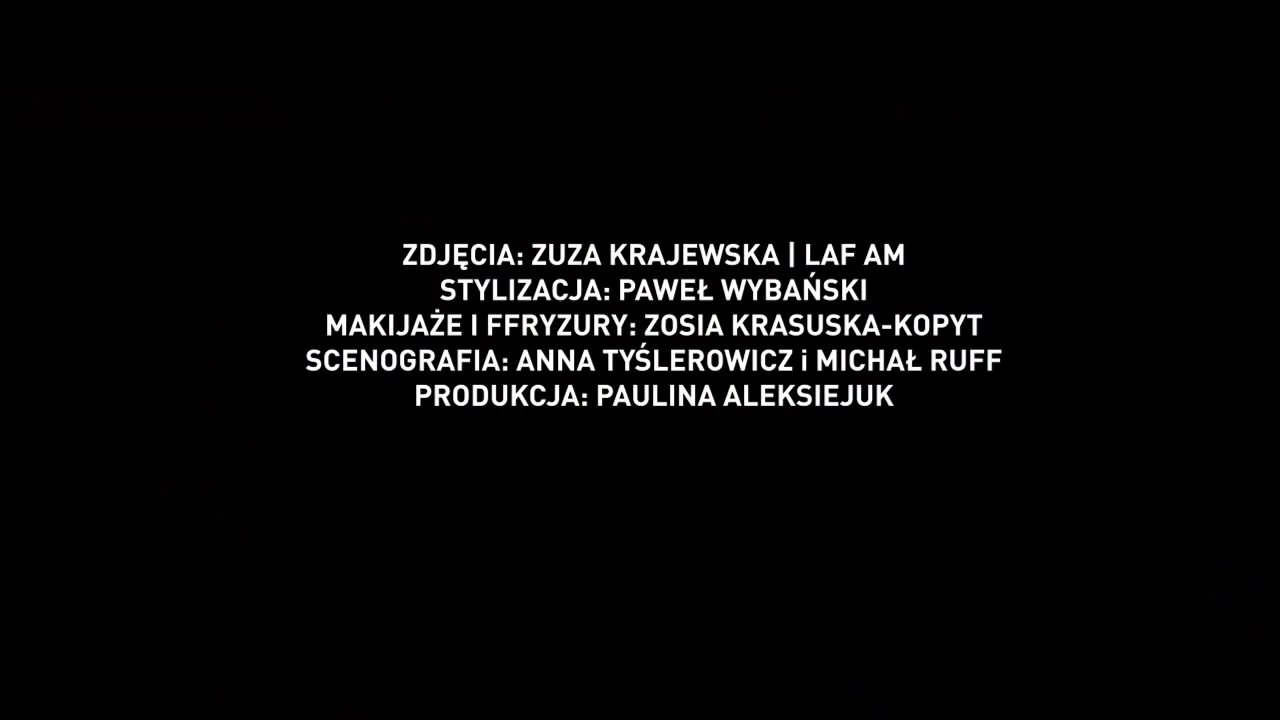 ZDJĘCIA: ZUZA KRAJEWSKA | LAF AM
STYLIZACJA: PAWEŁ WYBAŃSKI
MAKIJAŻE I FFRYZURY: ZOSIA KRASUSKA-KOPYT
SCENOGRAFIA: ANNA TYŚLEROWICZ i MICHAŁ RUFF
PRODUKCJA: PAULINA ALEKSIEJUK